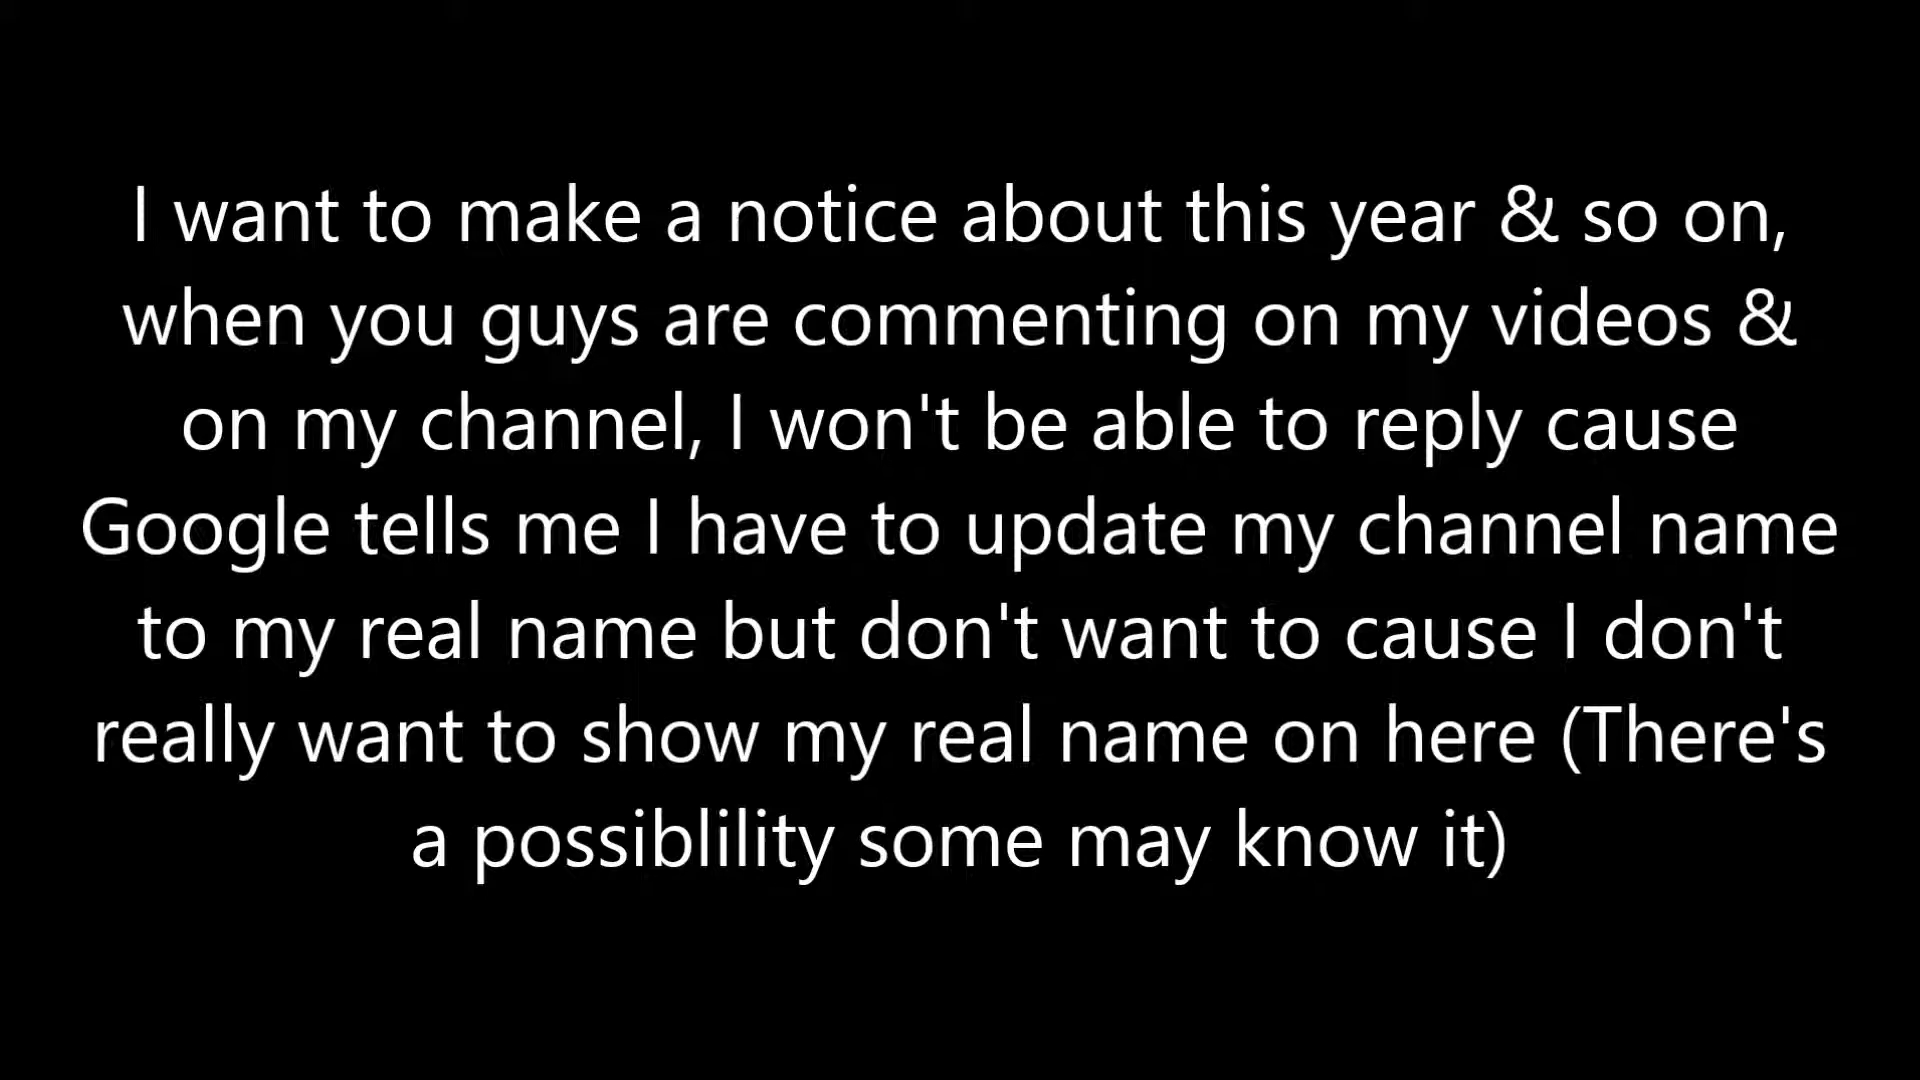 I want to make a notice about this year & so on,
when you guys are commenting on my videos &
on my channel, I won't be able to reply cause
Google tells me I have to update my channel name
to my real name but don't want to cause I don't
really want to show my real name on here (There's
a possiblility some may know it)